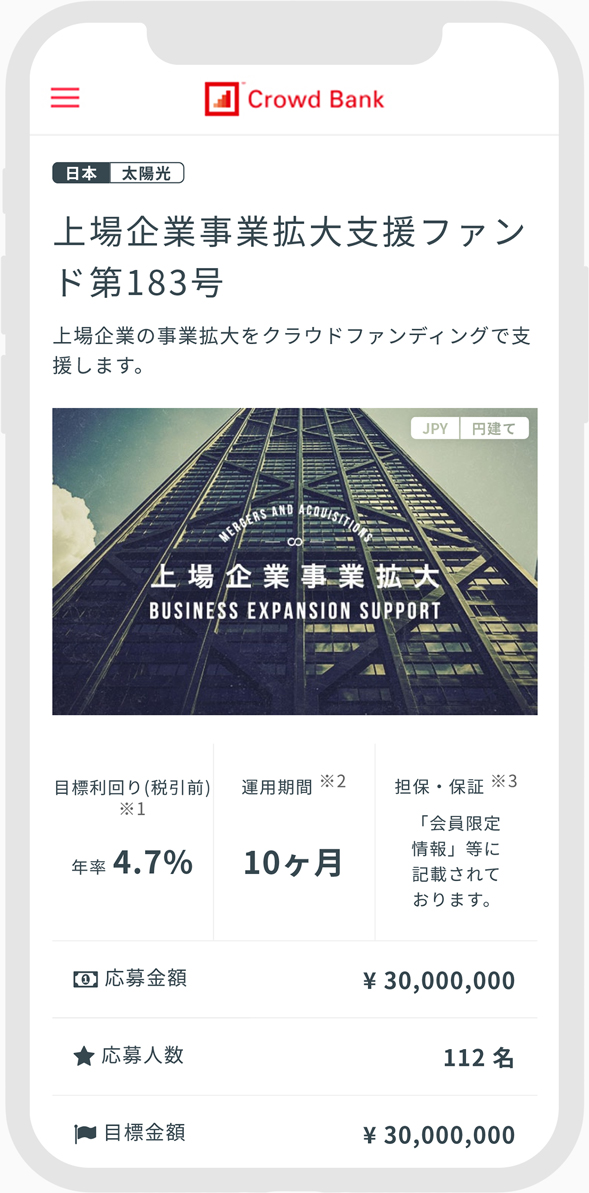 Crowd Bank
日本 太陽光
上場企業事業拡大支援ファン
ド第183号
上場企業の事業拡大をクラウドファンディングで支
援します。
JPY 円建て
MERGERS AND ACQUISITIONS
上場企業事業拡大
BUSINESS EXPANSION SUPPORT
目標利回り(税引前)
※1
年率 4.7%
運用期間 ※2
10ヶ月
担保・保証 ※3
「会員限定
情報」等に
記載されて
おります。
応募金額 ¥ 30,000,000
応募人数 112 名
目標金額 ¥ 30,000,000